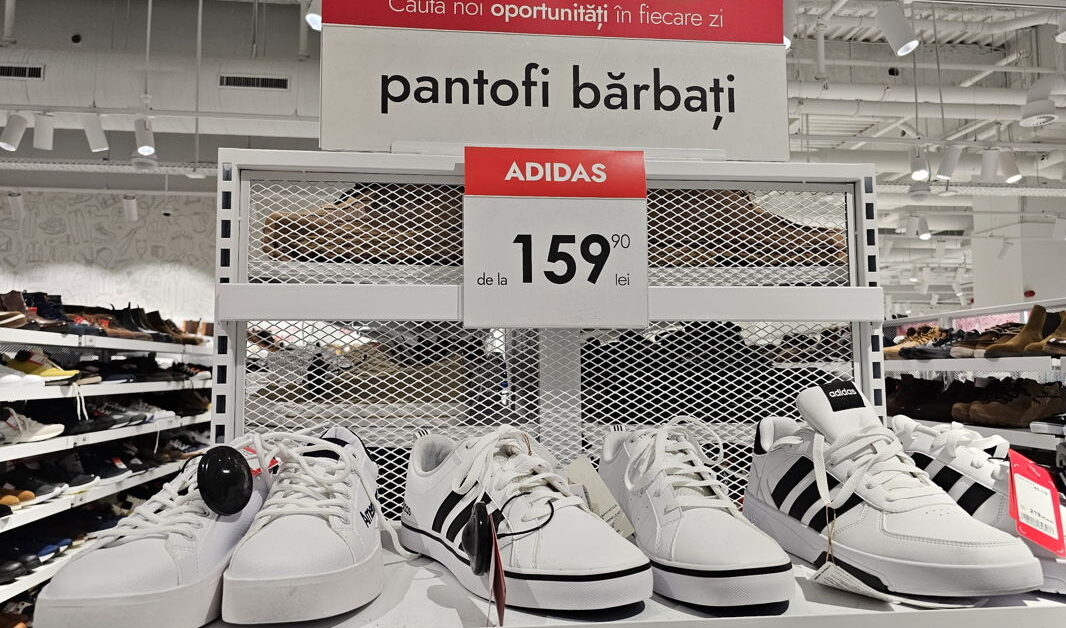 Caută noi oportunități în fiecare zi
pantofi bărbați
ADIDAS
de la 159 90 lei
adidas